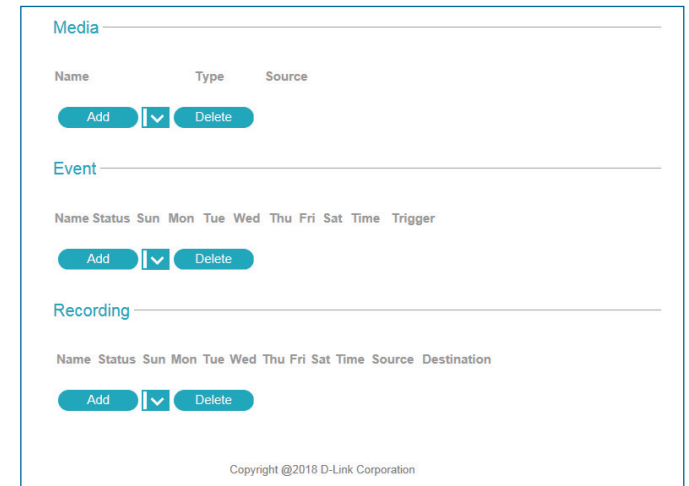 Media
Name Type Source
Add Delete
Event
Name Status Sun Mon Tue Wed Thu Fri Sat Time Trigger
Add Delete
Recording
Name Status Sun Mon Tue Wed Thu Fri Sat Time Source Destination
Add Delete
Copyright @2018 D-Link Corporation